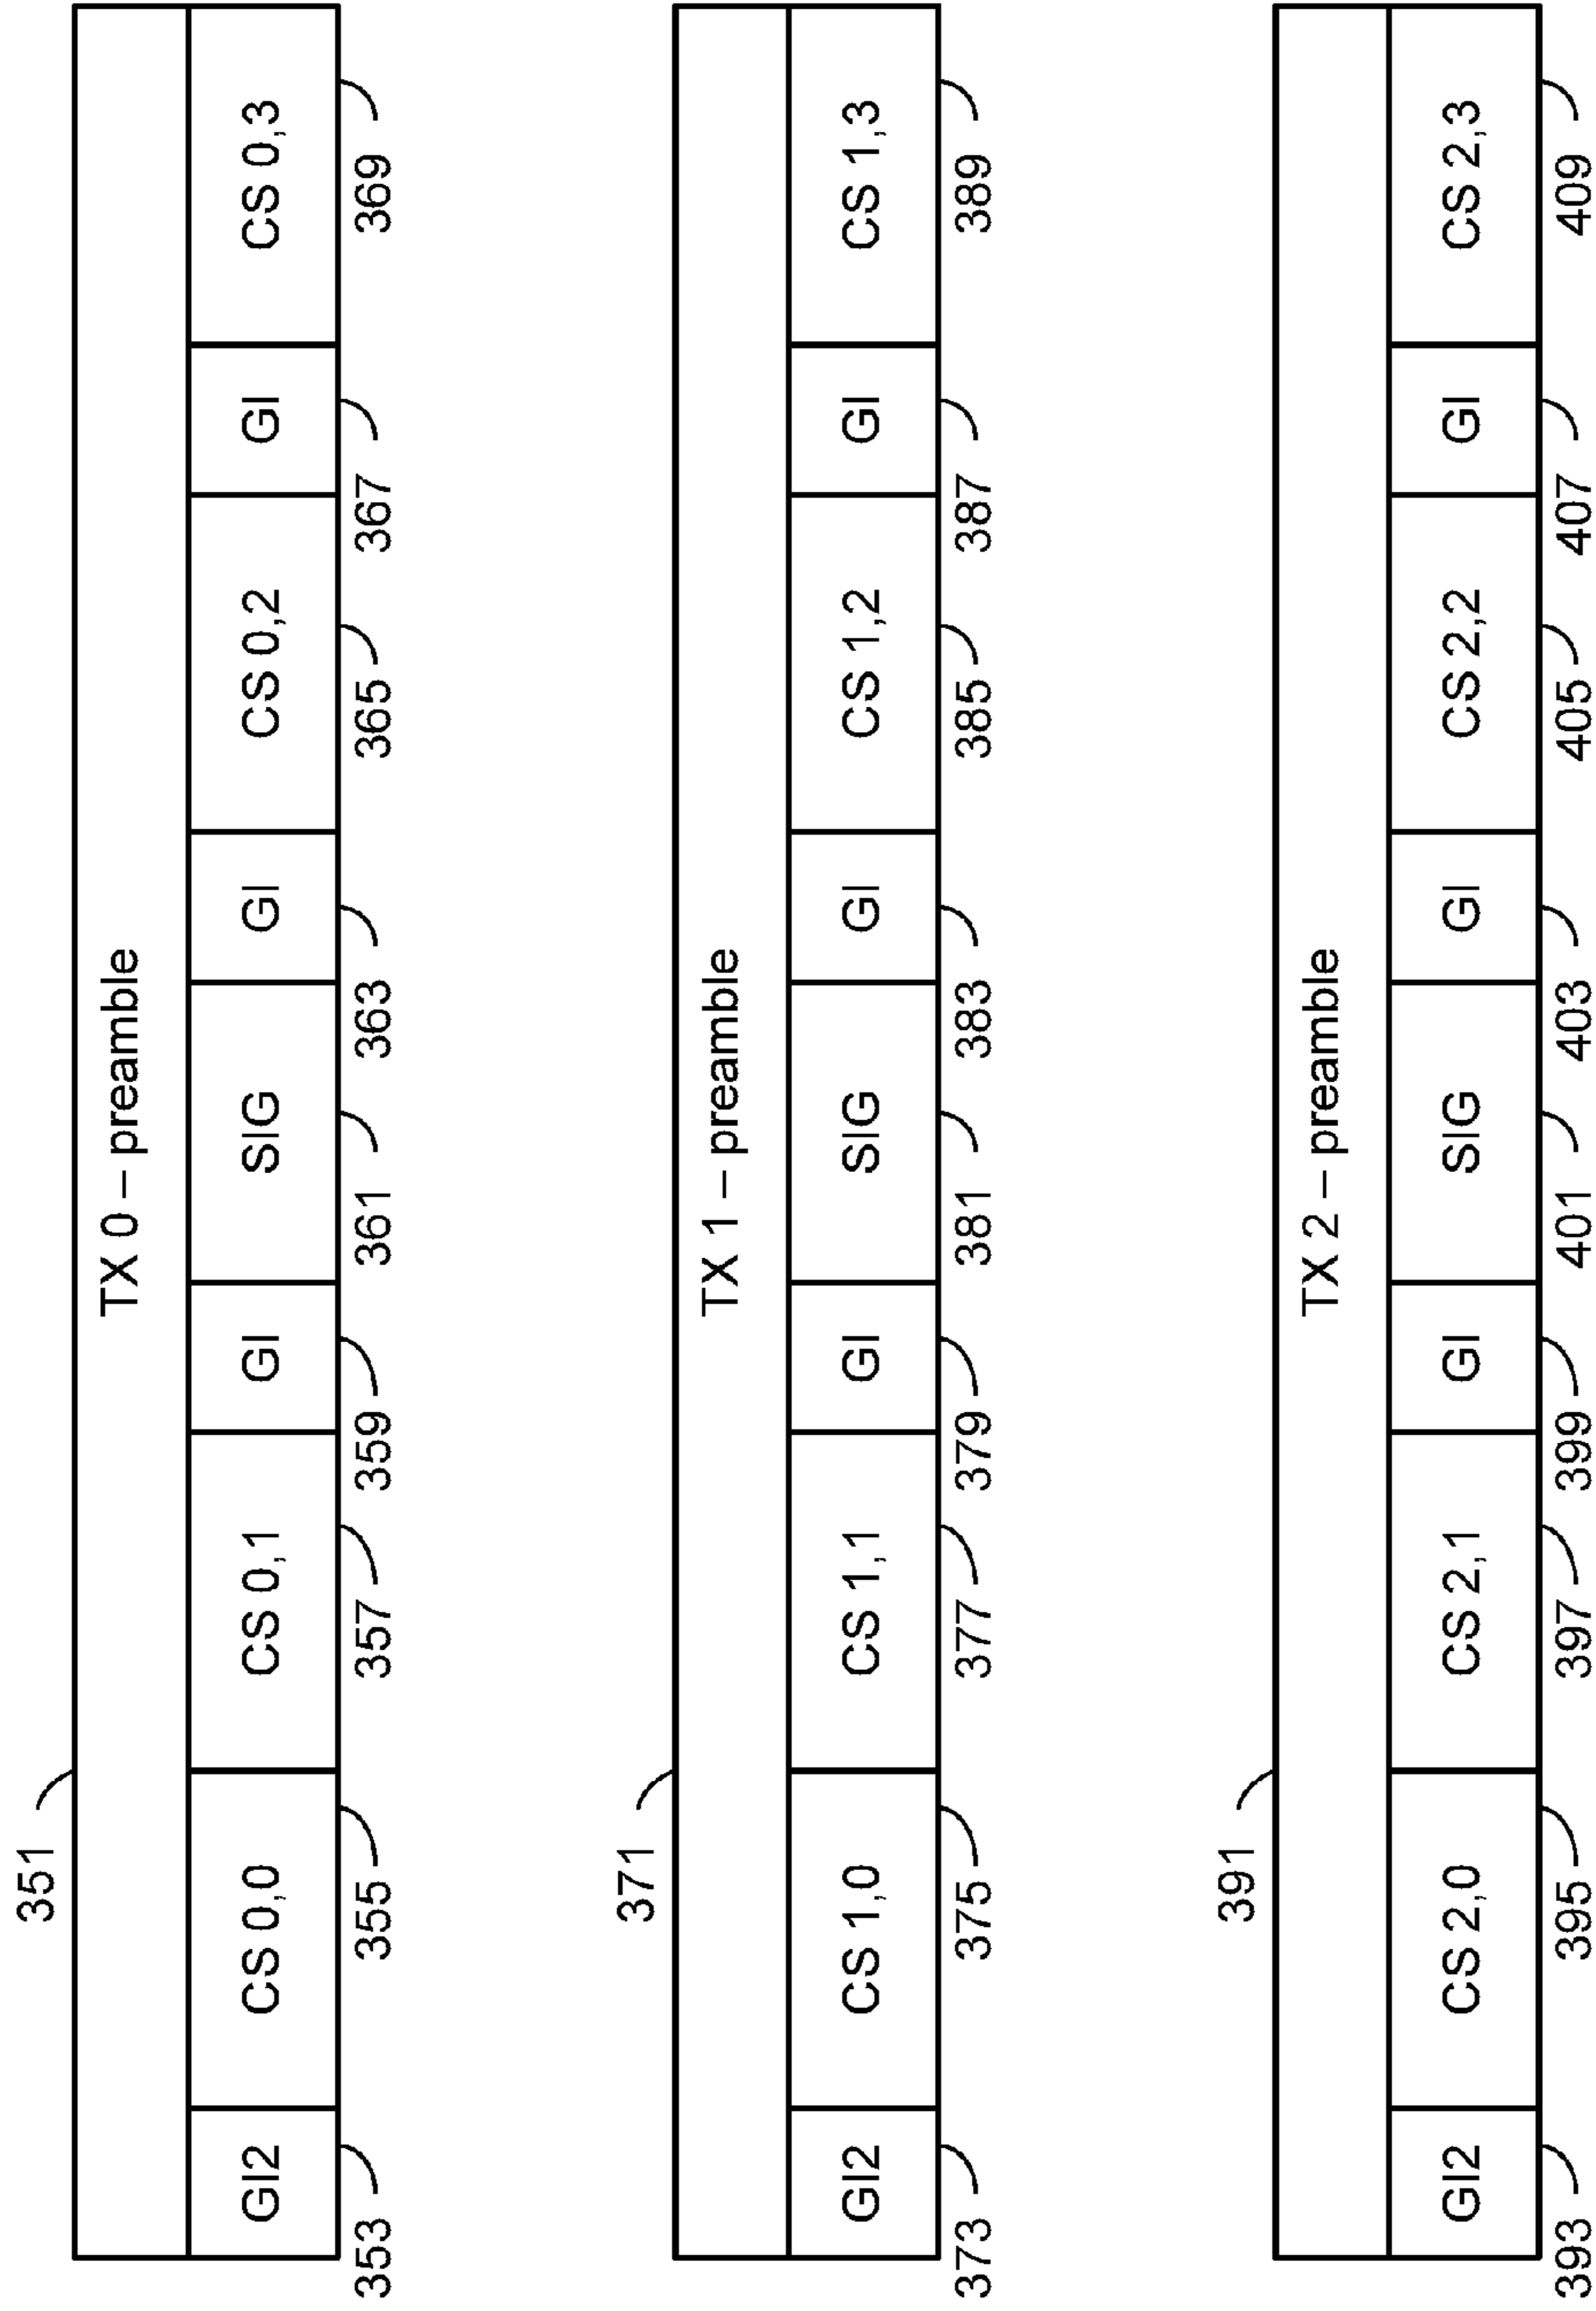 351
TX 0 – preamble
GI2 CS 0,0 CS 0,1 GI SIG GI CS 0,2 GI CS 0,3
353 355 357 359 361 363 365 367 369
371
TX 1 – preamble
GI2 CS 1,0 CS 1,1 GI SIG GI CS 1,2 GI CS 1,3
373 375 377 379 381 383 385 387 389
391
TX 2 – preamble
GI2 CS 2,0 CS 2,1 GI SIG GI CS 2,2 GI CS 2,3
393 395 397 399 401 403 405 407 409